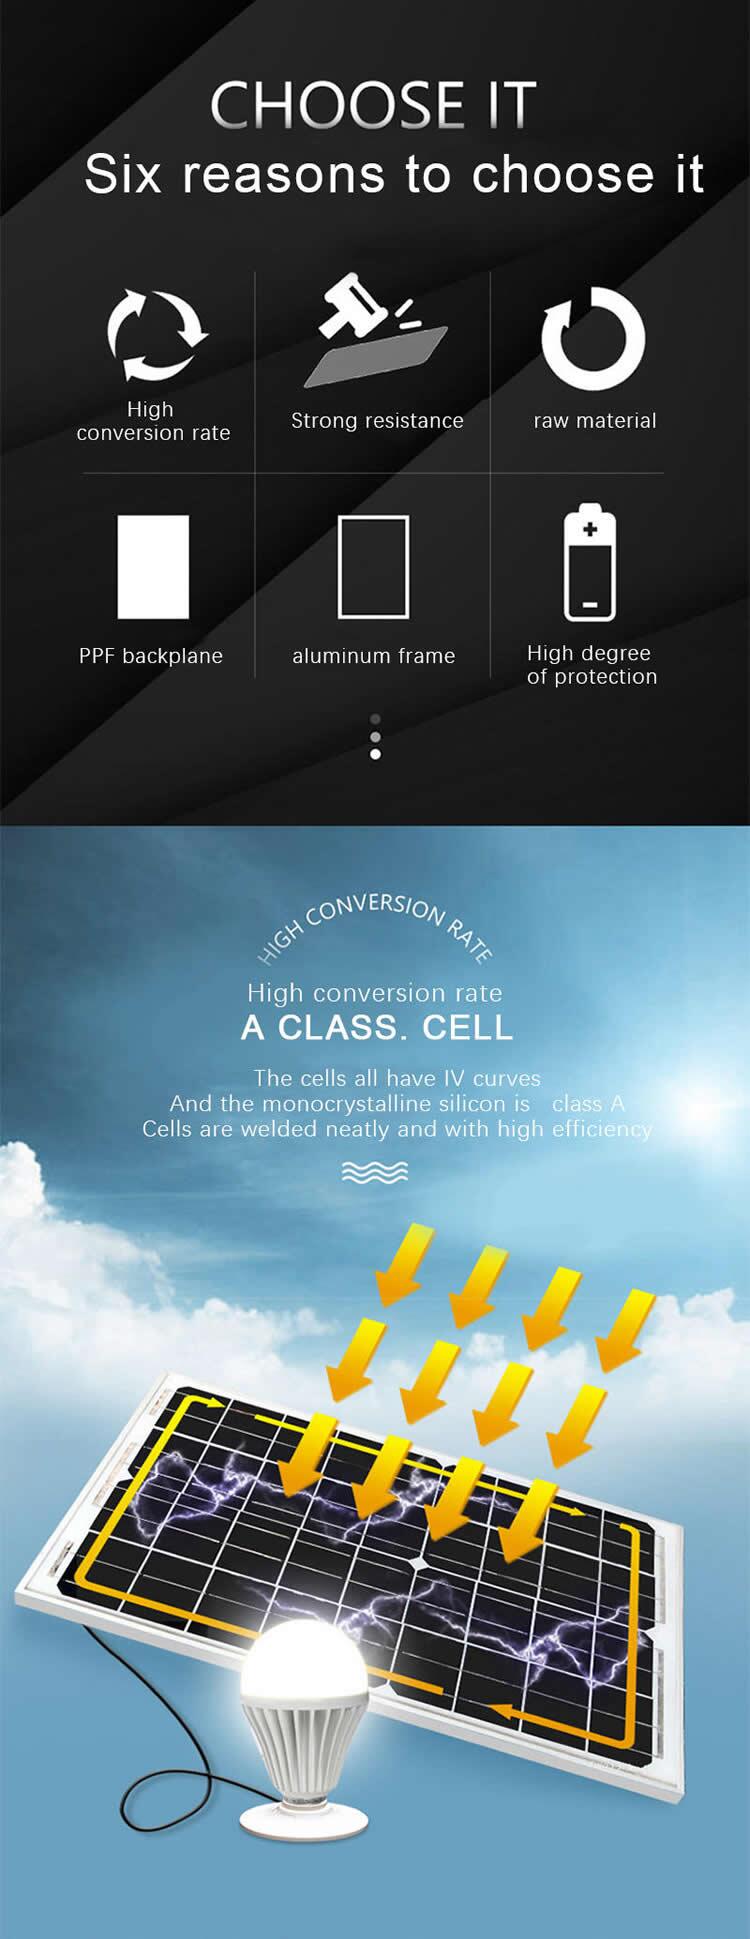 CHOOSE IT
Six reasons to choose it
High
conversion rate
Strong resistance
raw material
PPF backplane
aluminum frame
High degree
of protection
HIGH CONVERSION RATE
High conversion rate
A CLASS. CELL
The cells all have IV curves
And the monocrystalline silicon is class A
Cells are welded neatly and with high efficiency